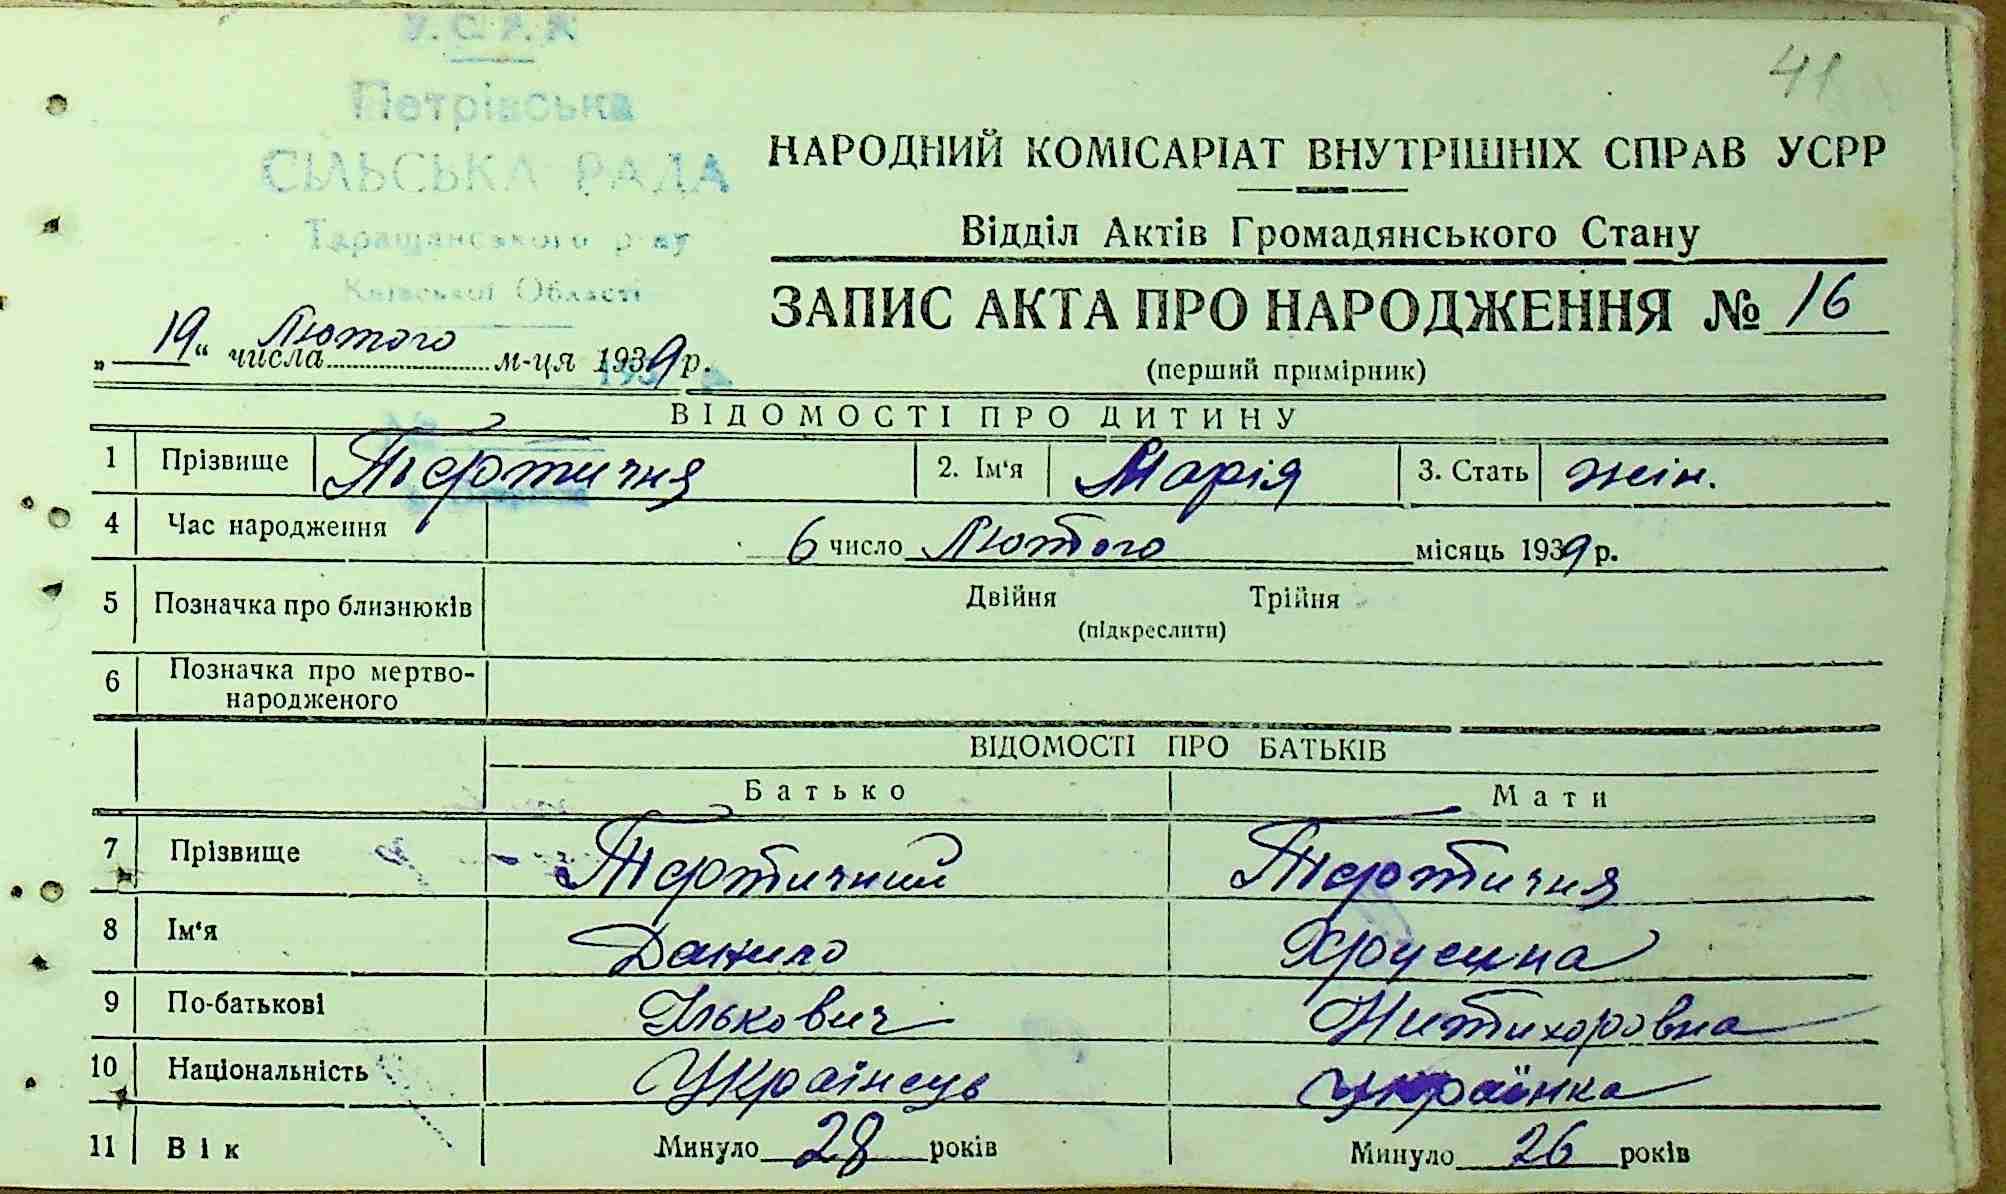 41
У.С.Р.Р.
Петрівська
СІЛЬСЬКА РАДА
Таращанського р-ну
Київської Області
НАРОДНИЙ КОМІСАРІАТ ВНУТРІШНІХ СПРАВ УСРР
Відділ Актів Громадянського Стану
ЗАПИС АКТА ПРО НАРОДЖЕННЯ № 16
(перший примірник)
„19“ числа Лютого м-ця 1939 р.
ВІДОМОСТІ ПРО ДИТИНУ
1 Прізвище Тертична 2. Ім‘я Марія 3. Стать жін.
4 Час народження 6 число Лютого місяць 1939 р.
5 Позначка про близнюків Двійня Трійня
(підкреслити)
6 Позначка про мертво-
народженого
ВІДОМОСТІ ПРО БАТЬКІВ
Батько Мати
7 Прізвище Тертичний Тертична
8 Ім‘я Данило Хрусина
9 По-батькові Ількович Нитихоровна
10 Національність Українець Українка
11 Вік Минуло 28 років Минуло 26 років